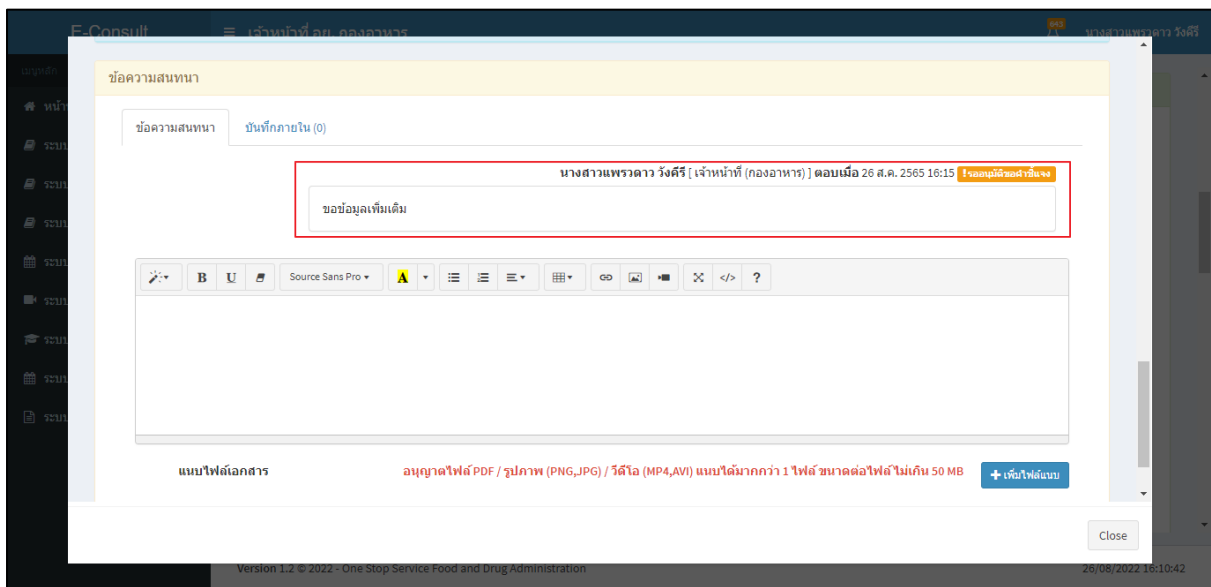 E-Consult
เจ้าหน้าที่ อย. กองอาหาร
843
นางสาวแพรวดาว วังคีรี
เมนูหลัก
ข้อความสนทนา
ข้อความสนทนา
บันทึกภายใน (0)
นางสาวแพรวดาว วังคีรี [ เจ้าหน้าที่ (กองอาหาร) ] ตอบเมื่อ 26 ส.ค. 2565 16:15 ! รออนุมัติขอคำชี้แจง
ขอข้อมูลเพิ่มเติม
B U Source Sans Pro A </> ?
แนบไฟล์เอกสาร
อนุญาตไฟล์ PDF / รูปภาพ (PNG,JPG) / วีดีโอ (MP4,AVI) แนบได้มากกว่า 1 ไฟล์ ขนาดต่อไฟล์ ไม่เกิน 50 MB
+ เพิ่มไฟล์แนบ
Close
Version 1.2 © 2022 - One Stop Service Food and Drug Administration
26/08/2022 16:10:42